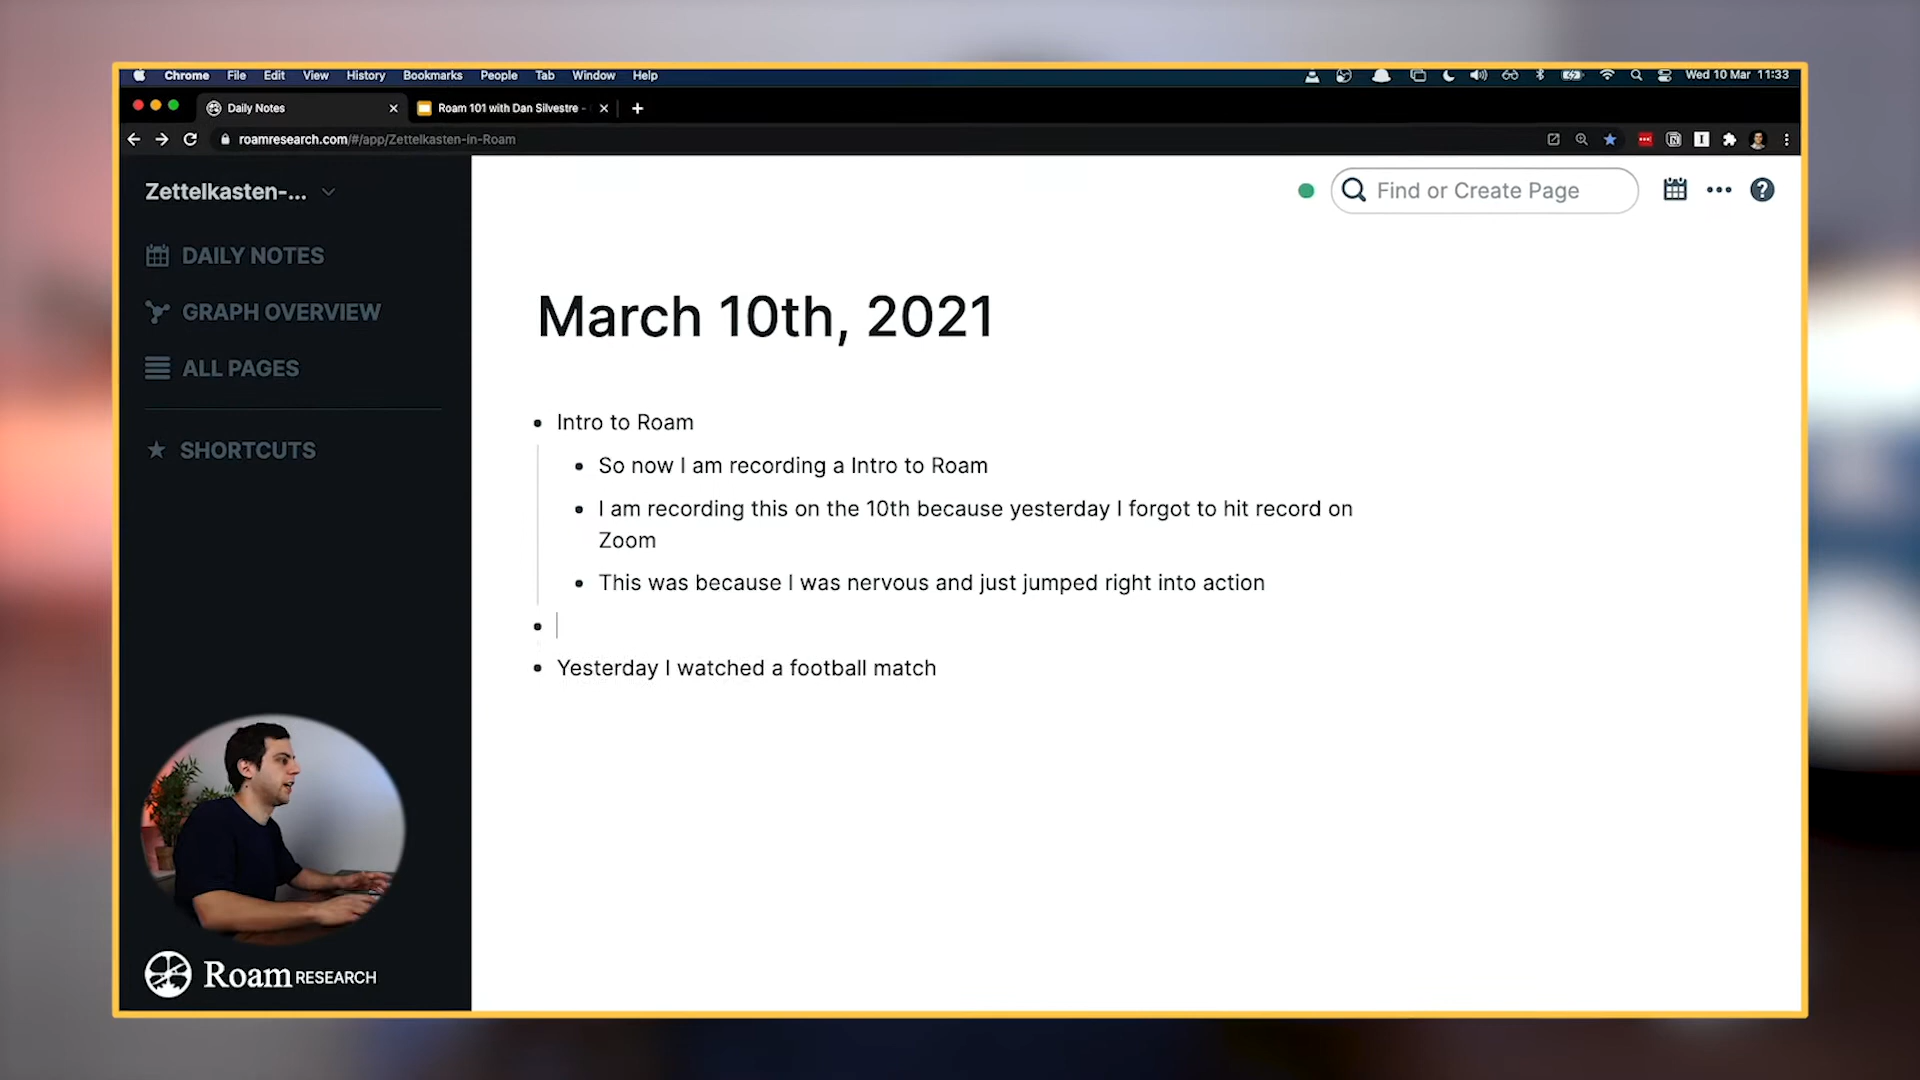 Chrome File Edit View History Bookmarks People Tab Window Help Wed 10 Mar 11:33
Daily Notes Roam 101 with Dan Silvestre -
roamresearch.com/#/app/Zettelkasten-in-Roam
Zettelkasten-... Find or Create Page
DAILY NOTES
GRAPH OVERVIEW
ALL PAGES
SHORTCUTS
March 10th, 2021
Intro to Roam
So now I am recording a Intro to Roam
I am recording this on the 10th because yesterday I forgot to hit record on
Zoom
This was because I was nervous and just jumped right into action
Yesterday I watched a football match
Roam RESEARCH